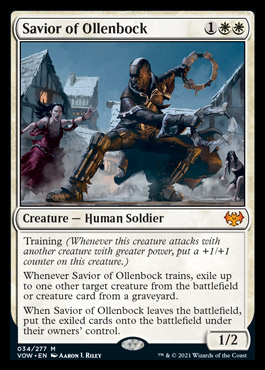 Savior of Ollenbock 1
Creature — Human Soldier
Training (Whenever this creature attacks with
another creature with greater power, put a +1/+1
counter on this creature.)
Whenever Savior of Ollenbock trains, exile up
to one other target creature from the battlefield
or creature card from a graveyard.
When Savior of Ollenbock leaves the battlefield,
put the exiled cards onto the battlefield under
their owners' control.
1/2
034/277 M
VOW • EN Aaron J. Riley
™ & © 2021 Wizards of the Coast